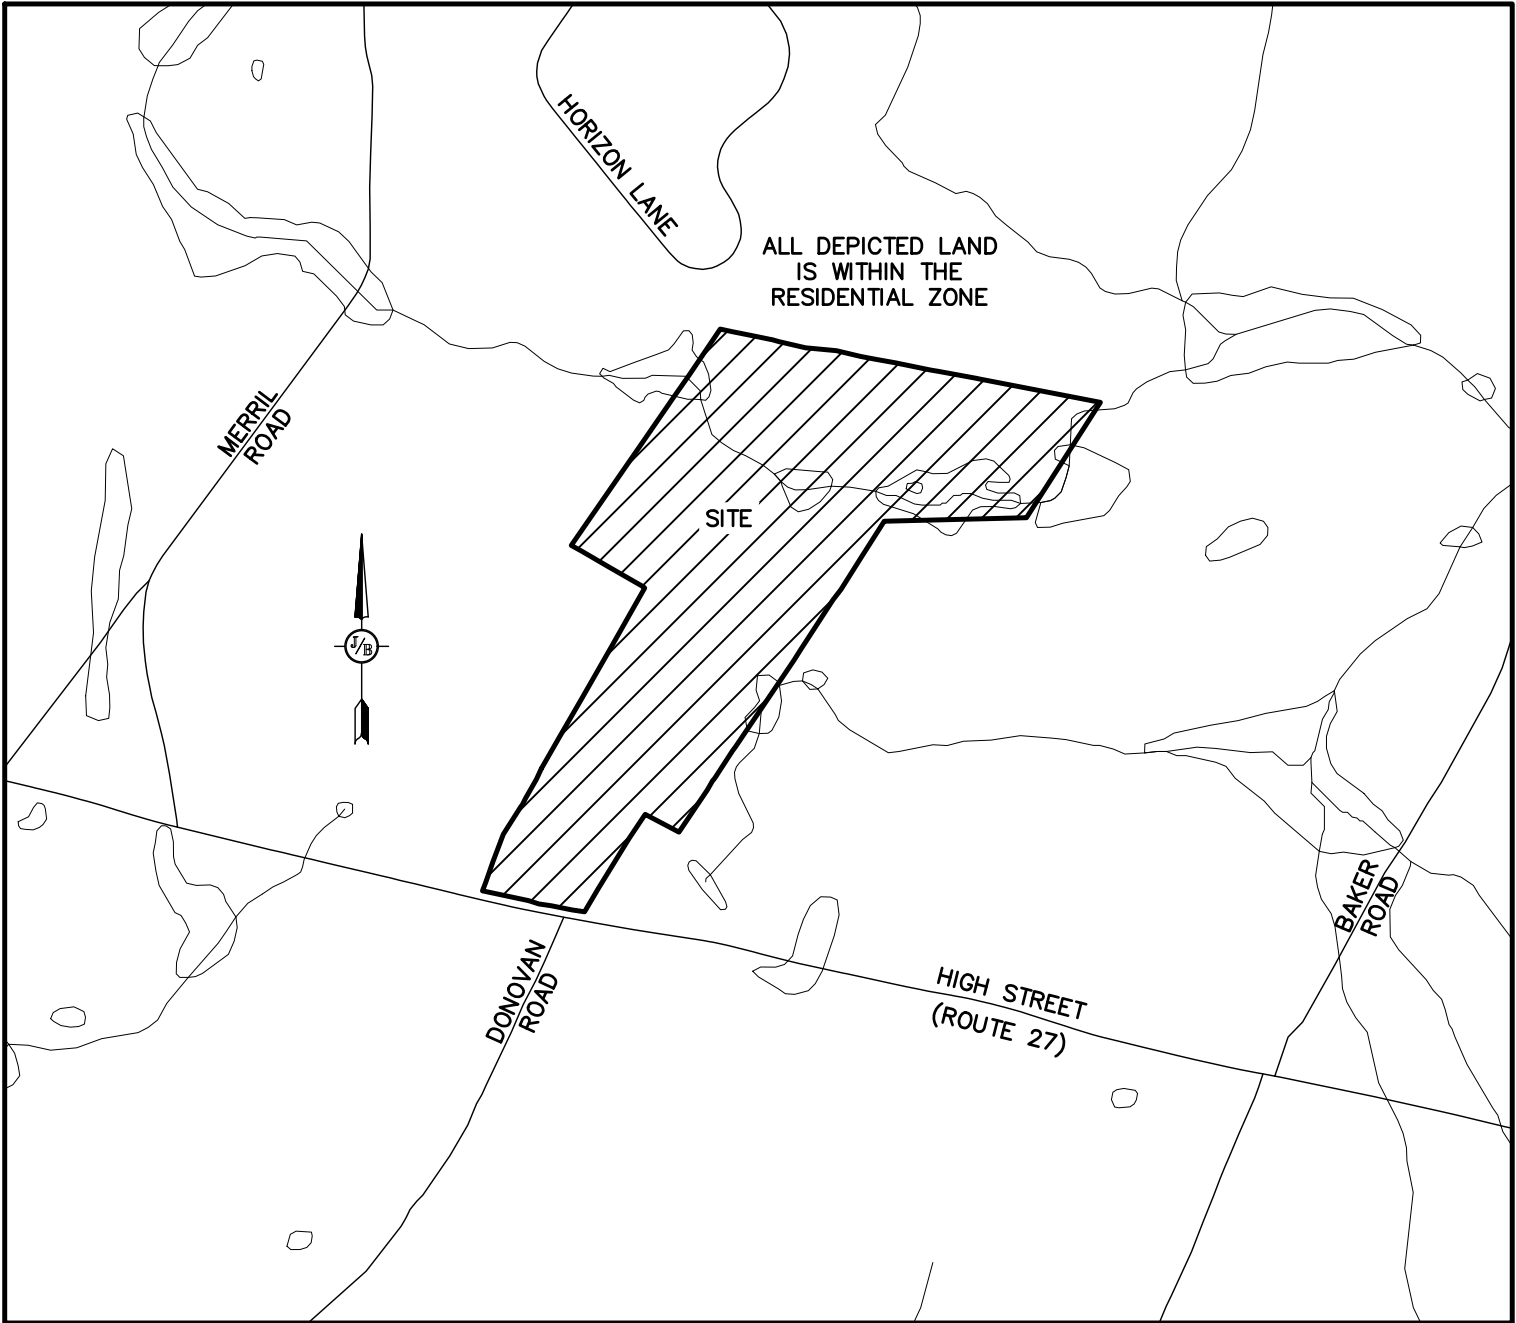 HORIZON LANE
ALL DEPICTED LAND
IS WITHIN THE
RESIDENTIAL ZONE
MERRIL
ROAD
SITE
J/B
BAKER
ROAD
DONOVAN
ROAD
HIGH STREET
(ROUTE 27)